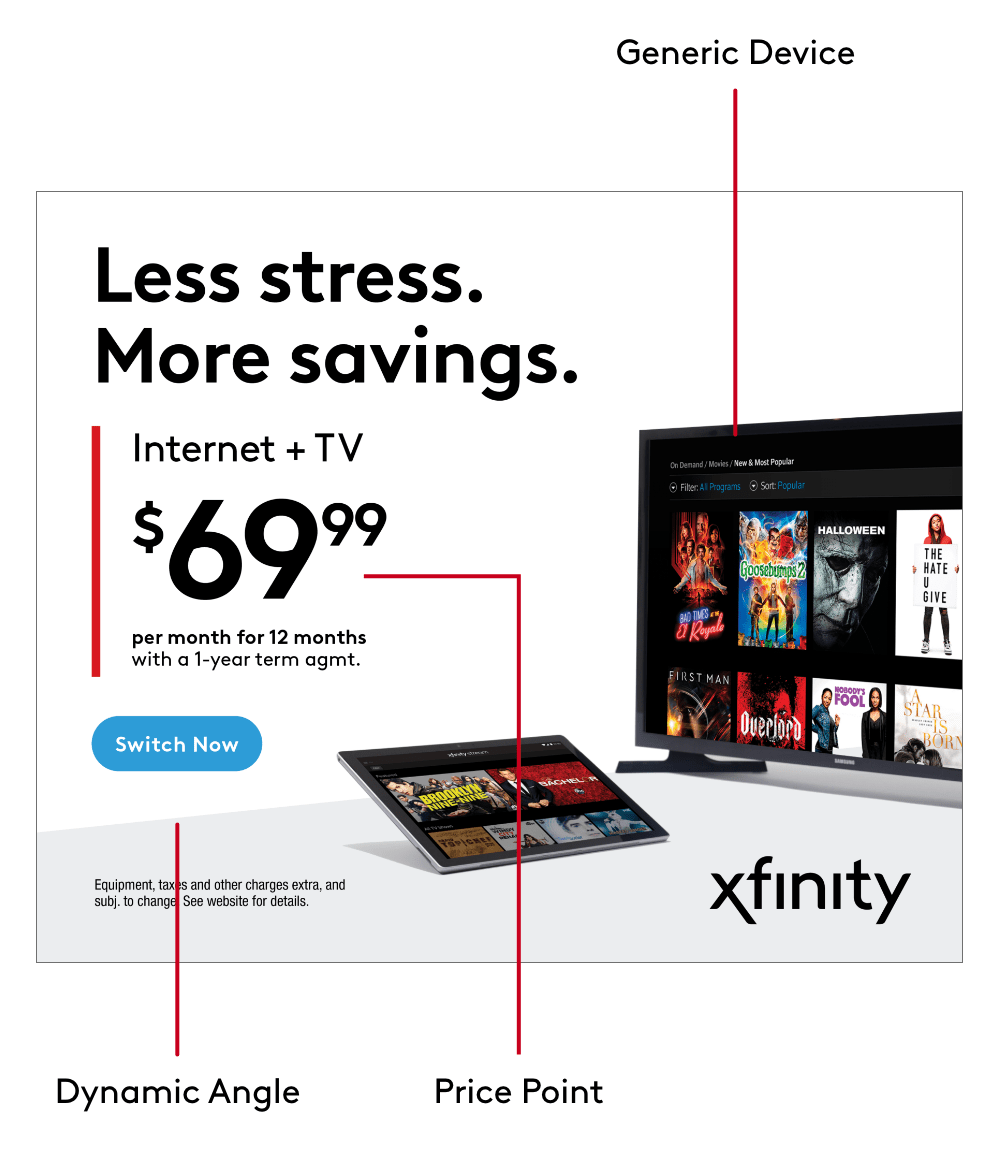 Generic Device
Less stress.
More savings.
Internet + TV
$69.99
per month for 12 months
with a 1-year term agmt.
Switch Now
On Demand / Movies / New & Most Popular
Filter: All Programs Sort: Popular
BAD TIMES AT THE
El Royale
Goosebumps 2
HALLOWEEN
THE
HATE
U
GIVE
FIRST MAN
Overlord
NOBODY'S
FOOL
A
STAR
IS
BORN
SAMSUNG
xfinity stream
Featured
BROOKLYN
NINE-NINE
BACHELOR
abc
TOP CHEF
Equipment, taxes and other charges extra, and
subj. to change. See website for details.
xfinity
Dynamic Angle
Price Point